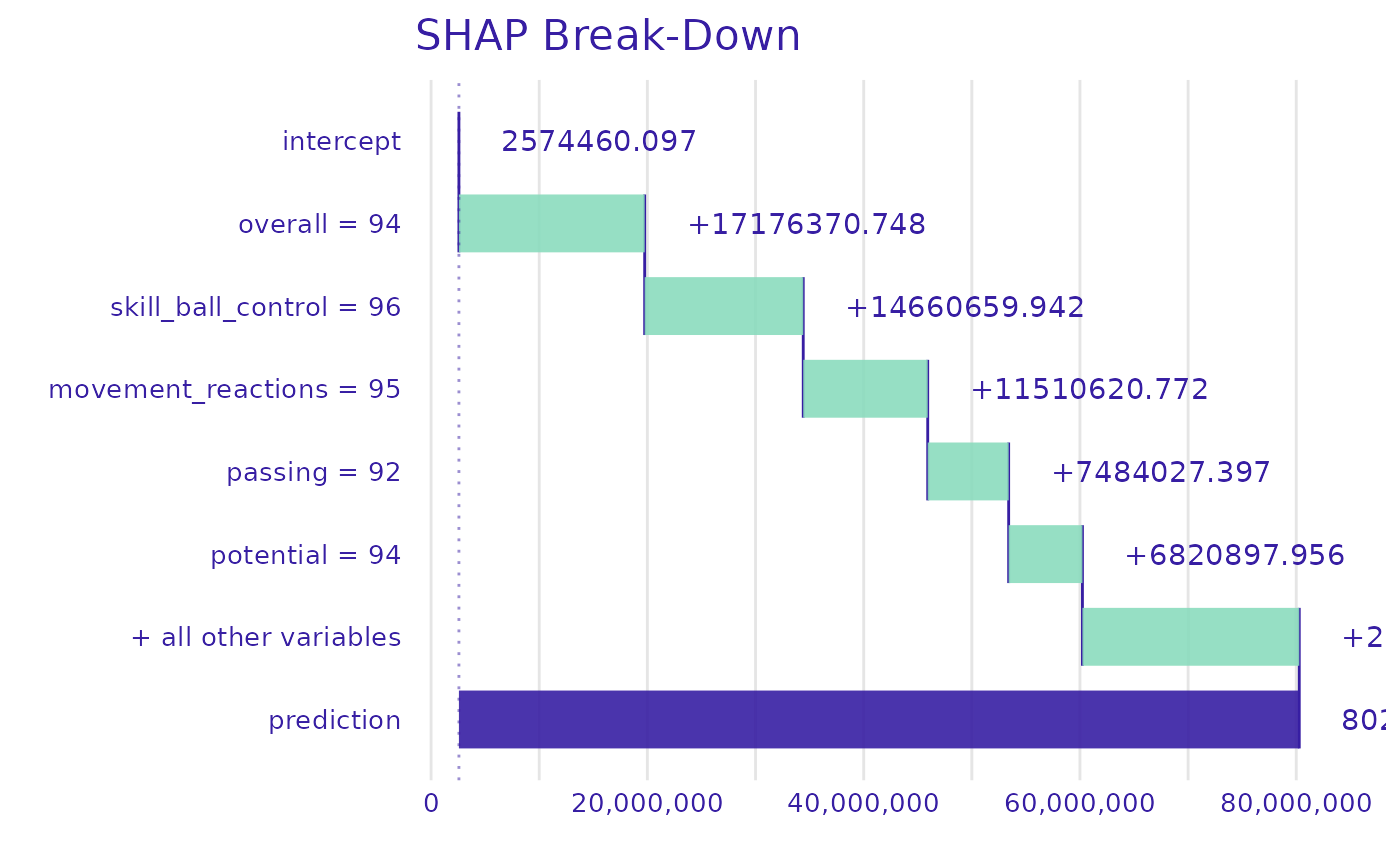 SHAP Break-Down
intercept 2574460.097
overall = 94 +17176370.748
skill_ball_control = 96 +14660659.942
movement_reactions = 95 +11510620.772
passing = 92 +7484027.397
potential = 94 +6820897.956
+ all other variables +2
prediction 802
0 20,000,000 40,000,000 60,000,000 80,000,000